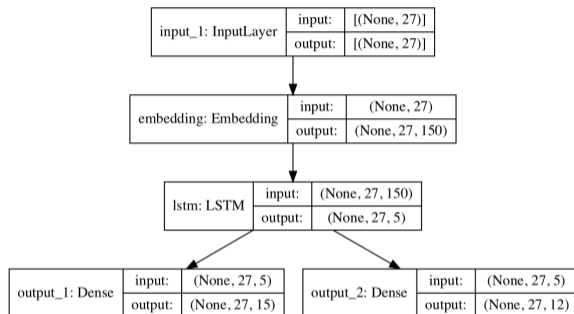 input_1: InputLayer
input: [(None, 27)]
output: [(None, 27)]
embedding: Embedding
input: (None, 27)
output: (None, 27, 150)
lstm: LSTM
input: (None, 27, 150)
output: (None, 27, 5)
output_1: Dense
input: (None, 27, 5)
output: (None, 27, 15)
output_2: Dense
input: (None, 27, 5)
output: (None, 27, 12)